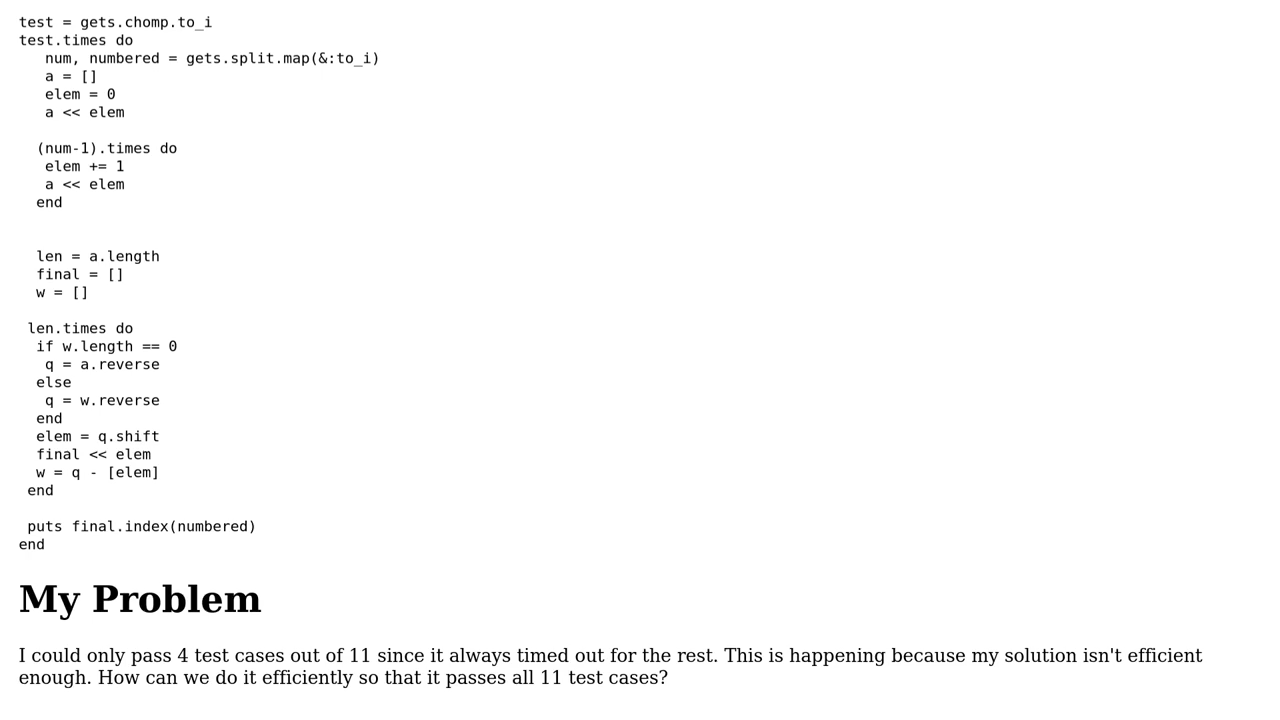 test = gets.chomp.to_i
test.times do
   num, numbered = gets.split.map(&:to_i)
   a = []
   elem = 0
   a << elem

  (num-1).times do
   elem += 1
   a << elem
  end


  len = a.length
  final = []
  w = []

 len.times do
  if w.length == 0
   q = a.reverse
  else
   q = w.reverse
  end
  elem = q.shift
  final << elem
  w = q - [elem]
 end

 puts final.index(numbered)
end
My Problem
I could only pass 4 test cases out of 11 since it always timed out for the rest. This is happening because my solution isn't efficient
enough. How can we do it efficiently so that it passes all 11 test cases?